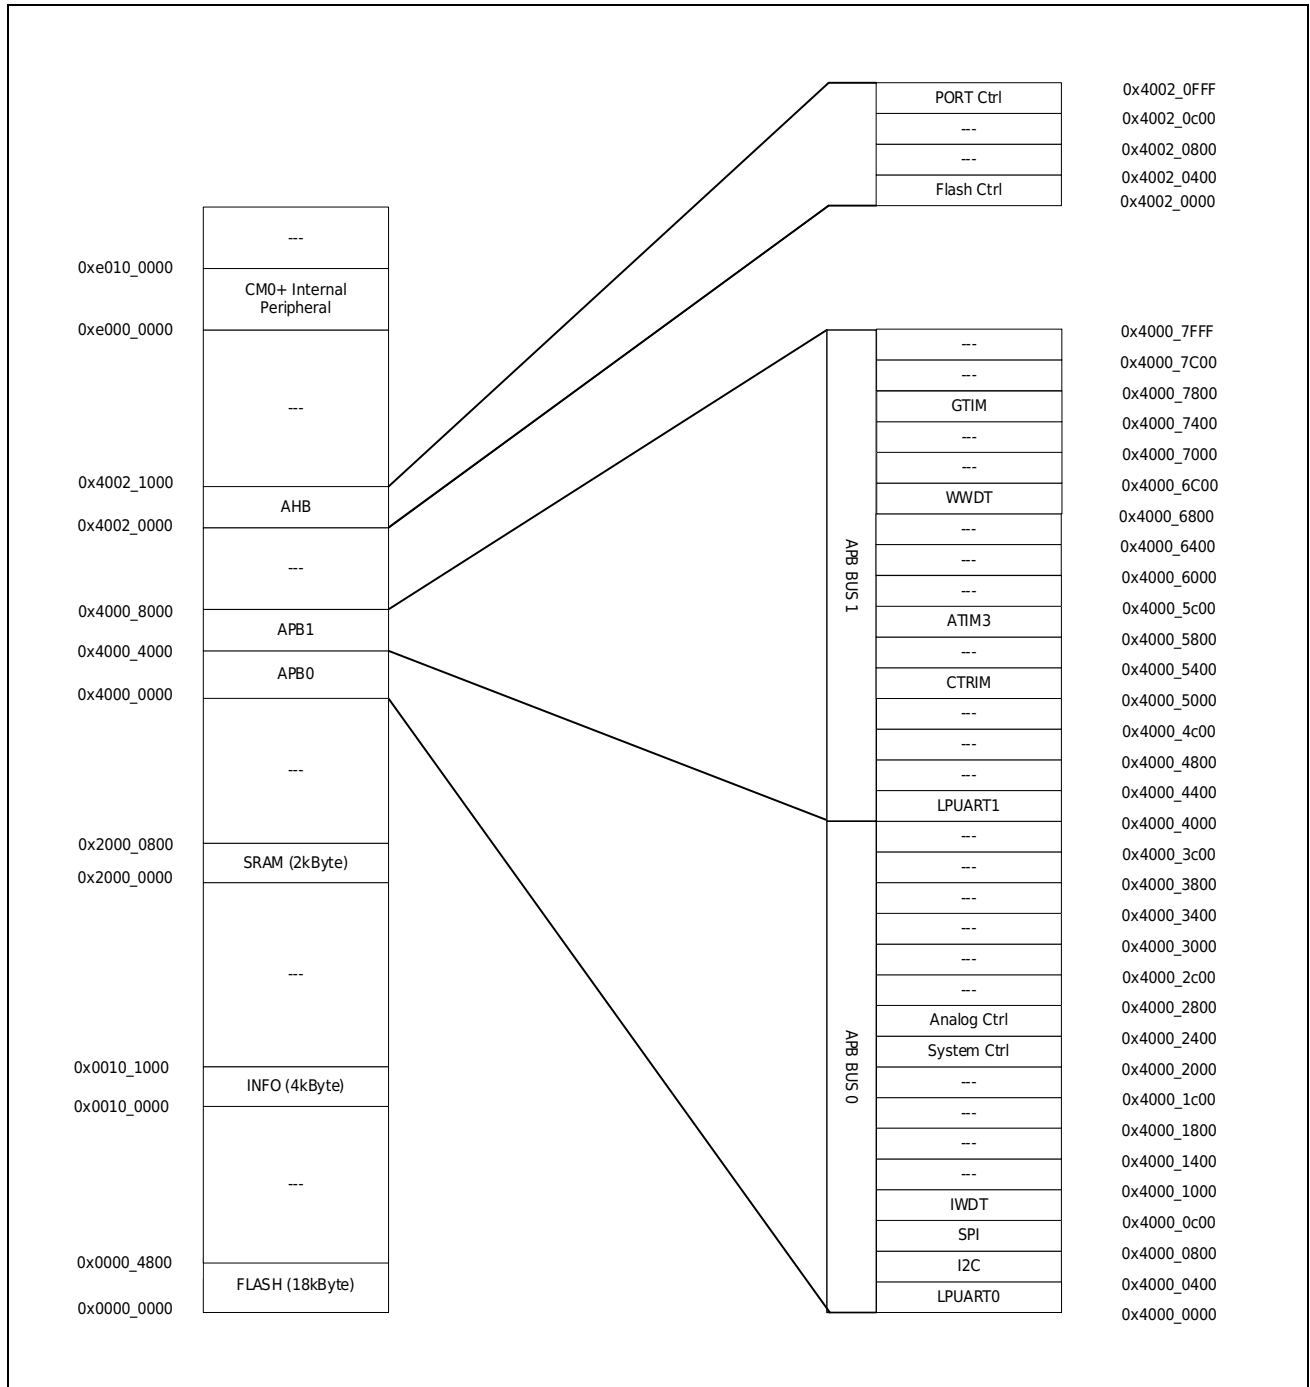 ---
0xe010_0000
CM0+ Internal
Peripheral
0xe000_0000
---
0x4002_1000
AHB
0x4002_0000
---
0x4000_8000
APB1
0x4000_4000
APB0
0x4000_0000
---
0x2000_0800
SRAM (2kByte)
0x2000_0000
---
0x0010_1000
INFO (4kByte)
0x0010_0000
---
0x0000_4800
FLASH (18kByte)
0x0000_0000
0x4002_0FFF
PORT Ctrl
0x4002_0c00
---
0x4002_0800
---
0x4002_0400
Flash Ctrl
0x4002_0000
APB BUS 1
0x4000_7FFF
---
0x4000_7C00
---
0x4000_7800
GTIM
0x4000_7400
---
0x4000_7000
---
0x4000_6C00
WWDT
0x4000_6800
---
0x4000_6400
---
0x4000_6000
---
0x4000_5c00
ATIM3
0x4000_5800
---
0x4000_5400
CTRIM
0x4000_5000
---
0x4000_4c00
---
0x4000_4800
---
0x4000_4400
LPUART1
0x4000_4000
APB BUS 0
---
0x4000_3c00
---
0x4000_3800
---
0x4000_3400
---
0x4000_3000
---
0x4000_2c00
---
0x4000_2800
Analog Ctrl
0x4000_2400
System Ctrl
0x4000_2000
---
0x4000_1c00
---
0x4000_1800
---
0x4000_1400
---
0x4000_1000
IWDT
0x4000_0c00
SPI
0x4000_0800
I2C
0x4000_0400
LPUART0
0x4000_0000